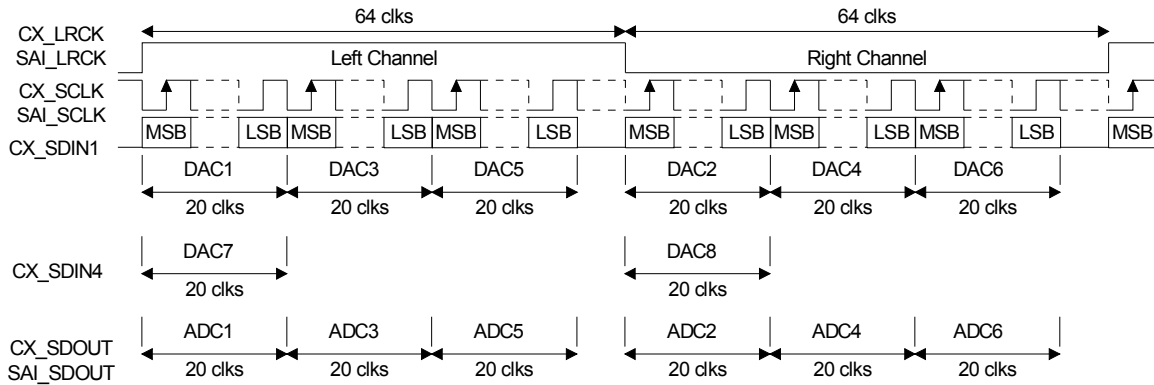 64 clks 64 clks
CX_LRCK
SAI_LRCK
Left Channel Right Channel
CX_SCLK
SAI_SCLK
MSB LSB MSB LSB MSB LSB MSB LSB MSB LSB MSB LSB MSB
CX_SDIN1
DAC1 DAC3 DAC5 DAC2 DAC4 DAC6
20 clks 20 clks 20 clks 20 clks 20 clks 20 clks
DAC7 DAC8
CX_SDIN4
20 clks 20 clks
ADC1 ADC3 ADC5 ADC2 ADC4 ADC6
CX_SDOUT
SAI_SDOUT
20 clks 20 clks 20 clks 20 clks 20 clks 20 clks